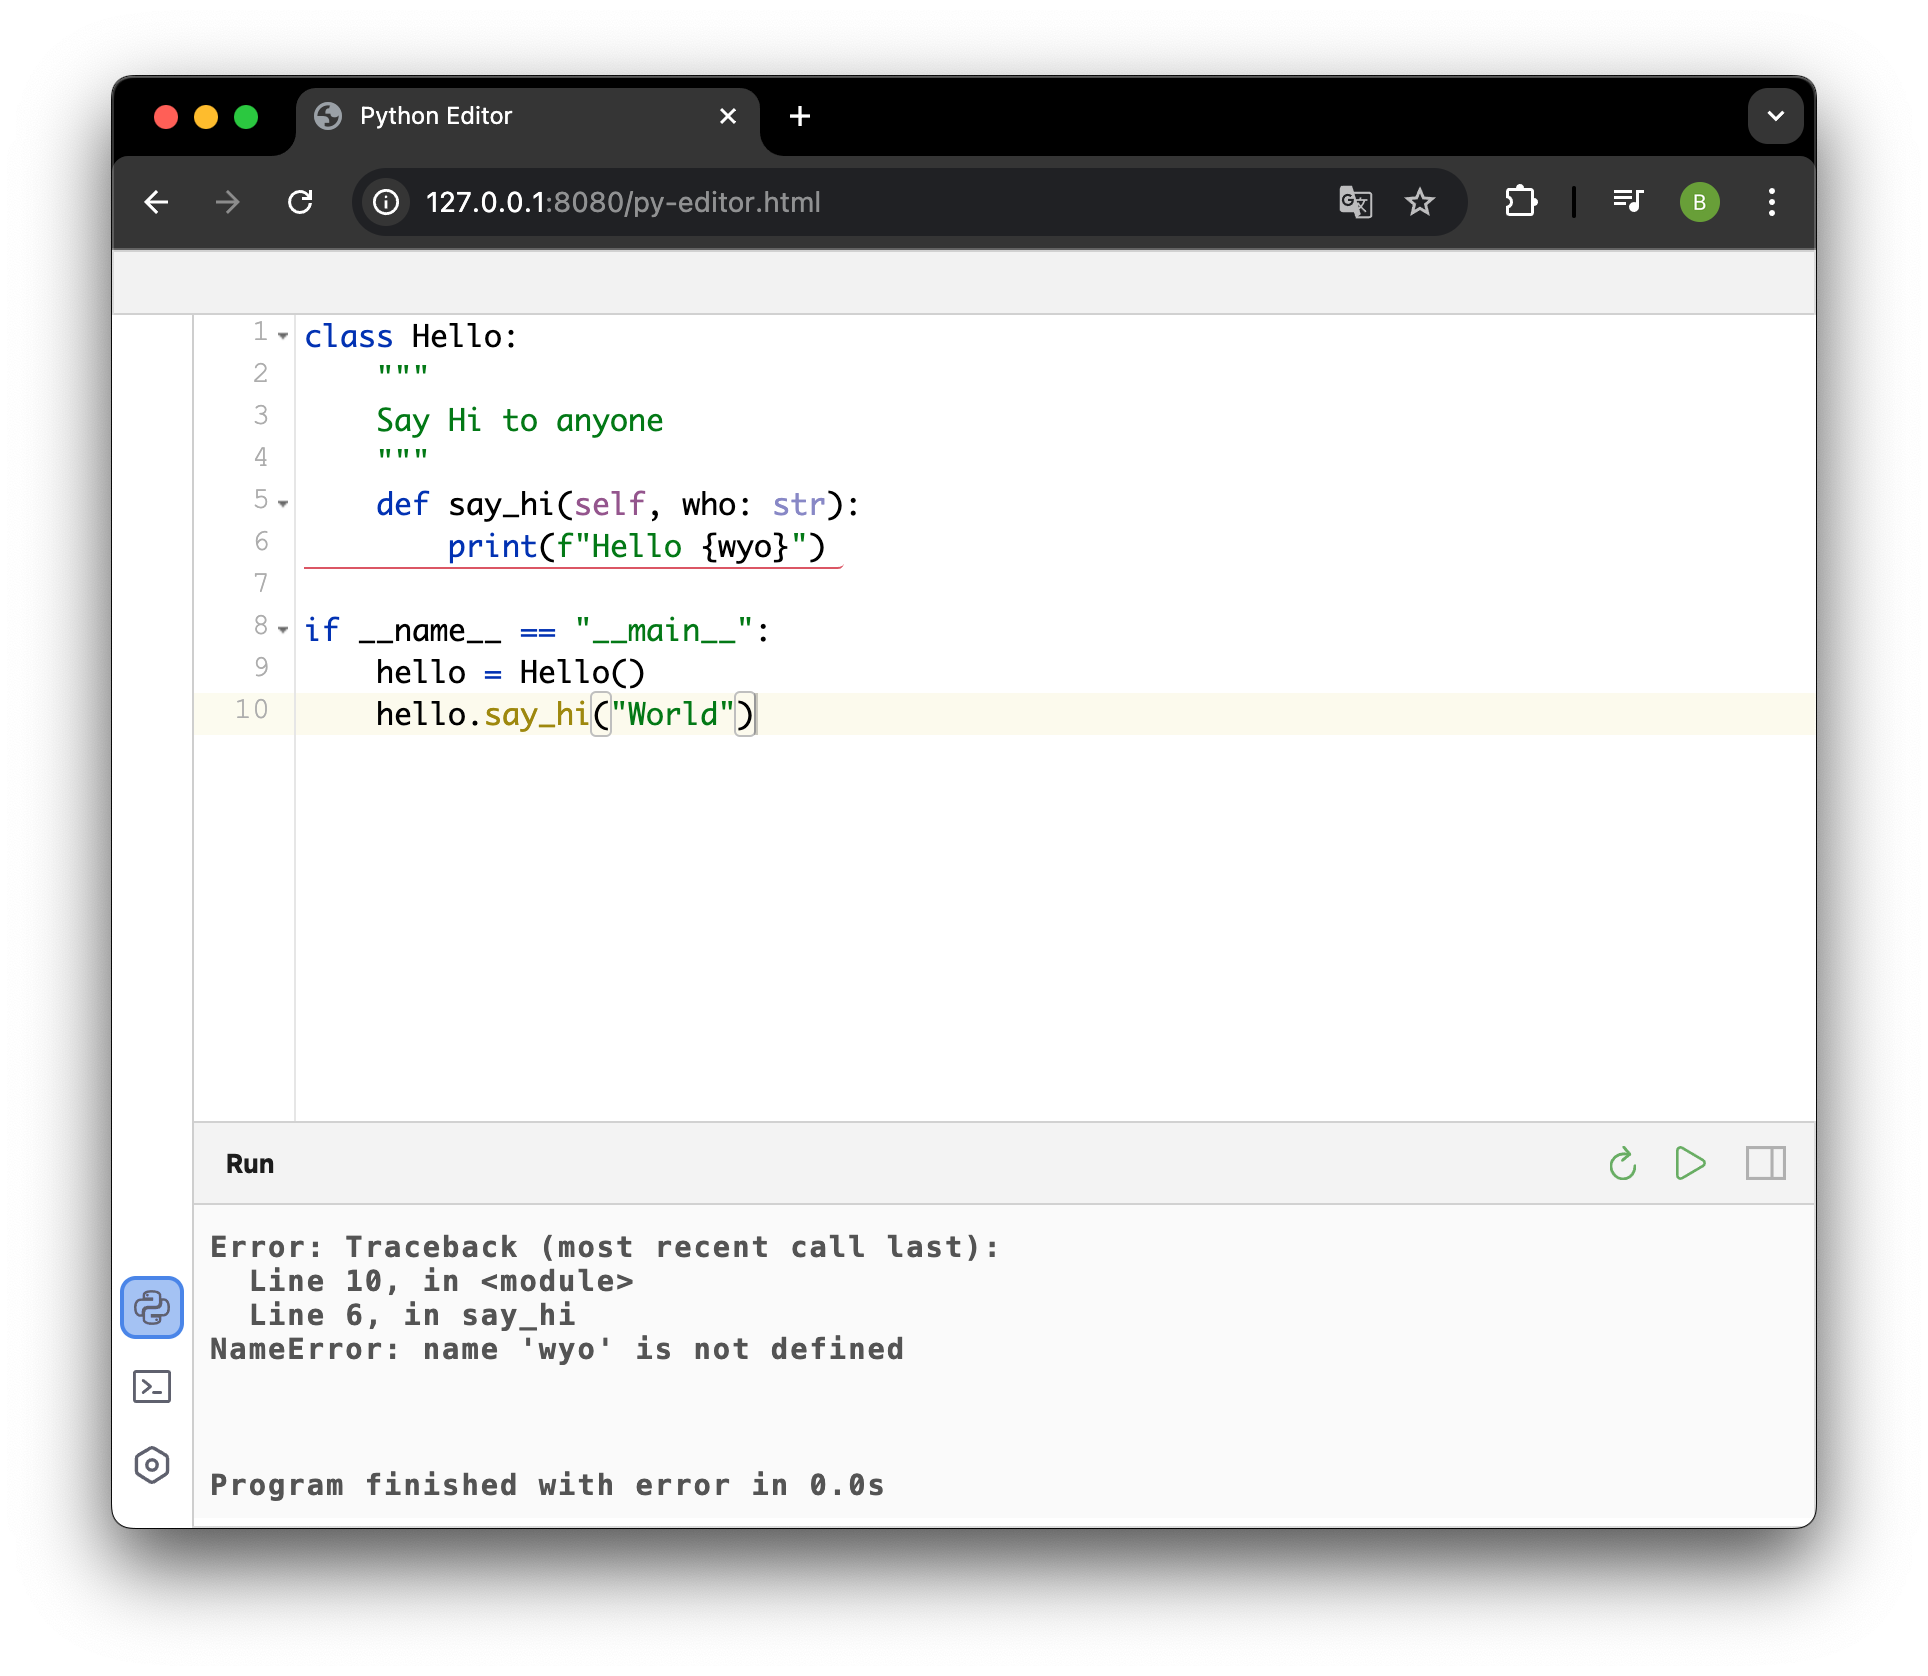 Python Editor
127.0.0.1:8080/py-editor.html
B
1 class Hello:
2     """
3     Say Hi to anyone
4     """
5     def say_hi(self, who: str):
6         print(f"Hello {wyo}")
7
8 if __name__ == "__main__":
9     hello = Hello()
10     hello.say_hi("World")
Run
Error: Traceback (most recent call last):
  Line 10, in <module>
  Line 6, in say_hi
NameError: name 'wyo' is not defined
Program finished with error in 0.0s